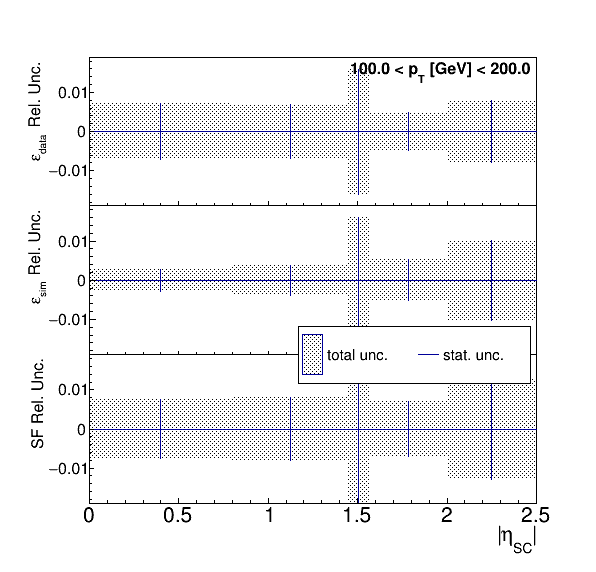 100.0 < p_T [GeV] < 200.0
ε_data Rel. Unc.
0.01
0
−0.01
ε_sim Rel. Unc.
0.01
0
−0.01
total unc.
stat. unc.
SF Rel. Unc.
0.01
0
−0.01
0 0.5 1 1.5 2 2.5
|η_SC|